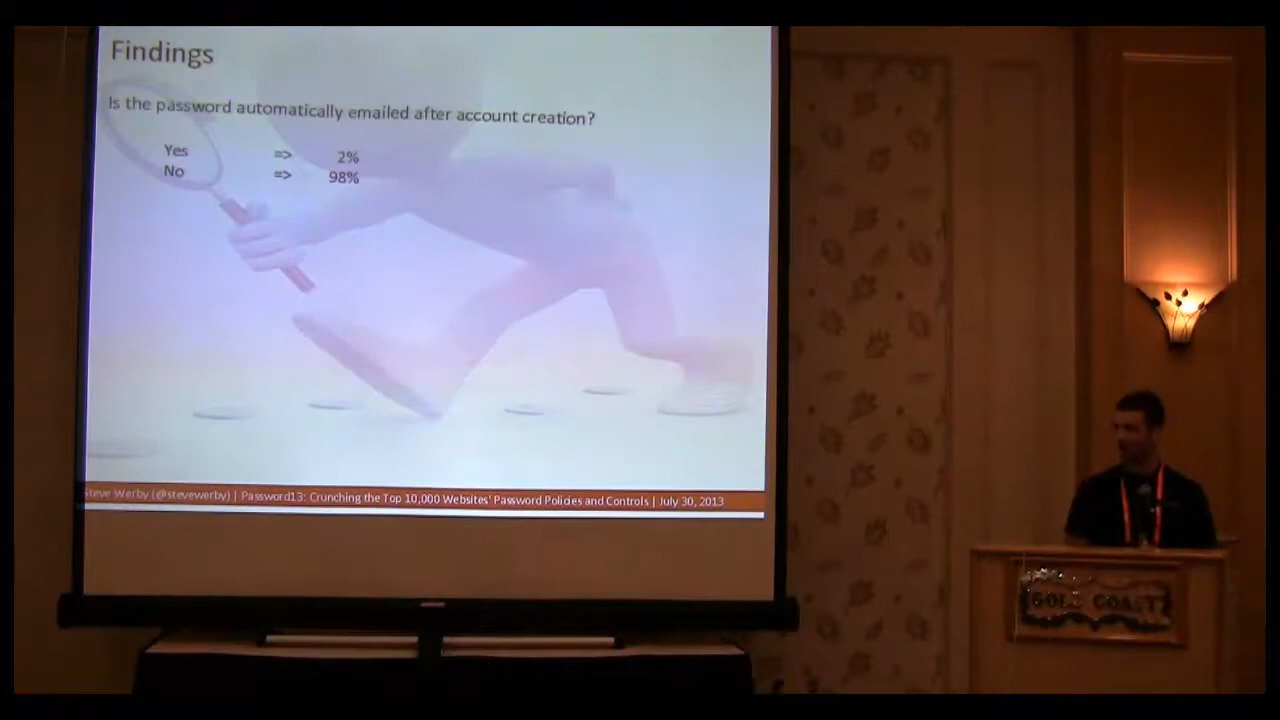 Findings
Is the password automatically emailed after account creation?
Yes => 2%
No => 98%
Steve Werby (@stevewerby) | Password13: Crunching the Top 10,000 Websites' Password Policies and Controls | July 30, 2013
GOLD COAST